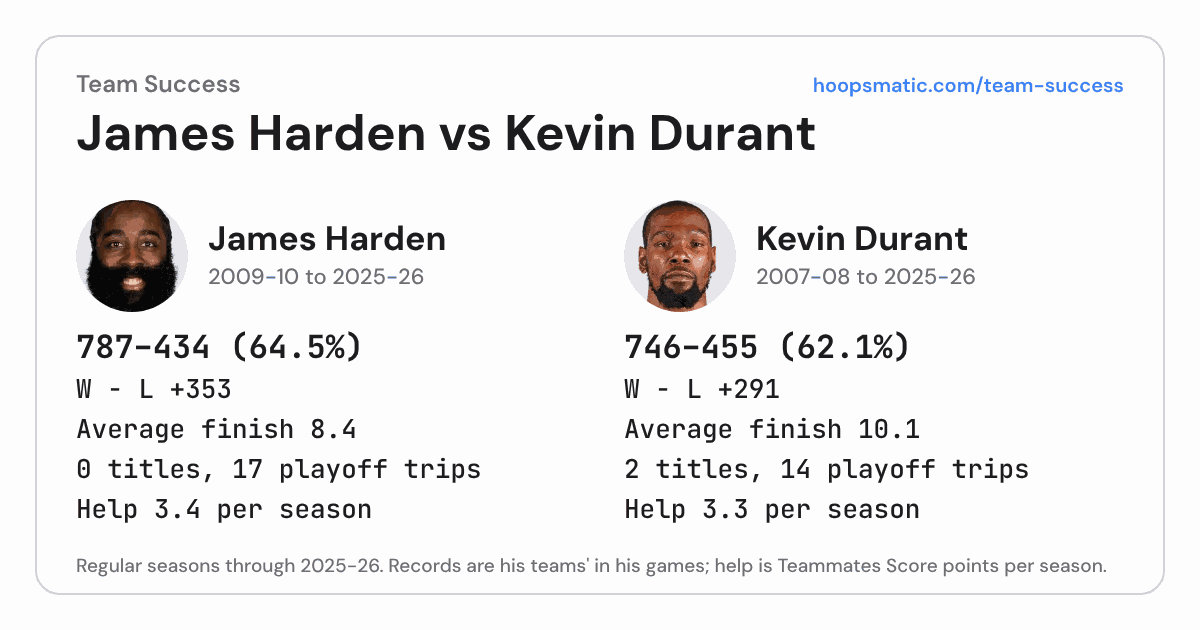 Team Success
hoopsmatic.com/team-success
James Harden vs Kevin Durant
James Harden
2009-10 to 2025-26
787-434 (64.5%)
W - L +353
Average finish 8.4
0 titles, 17 playoff trips
Help 3.4 per season
Kevin Durant
2007-08 to 2025-26
746-455 (62.1%)
W - L +291
Average finish 10.1
2 titles, 14 playoff trips
Help 3.3 per season
Regular seasons through 2025-26. Records are his teams' in his games; help is Teammates Score points per season.